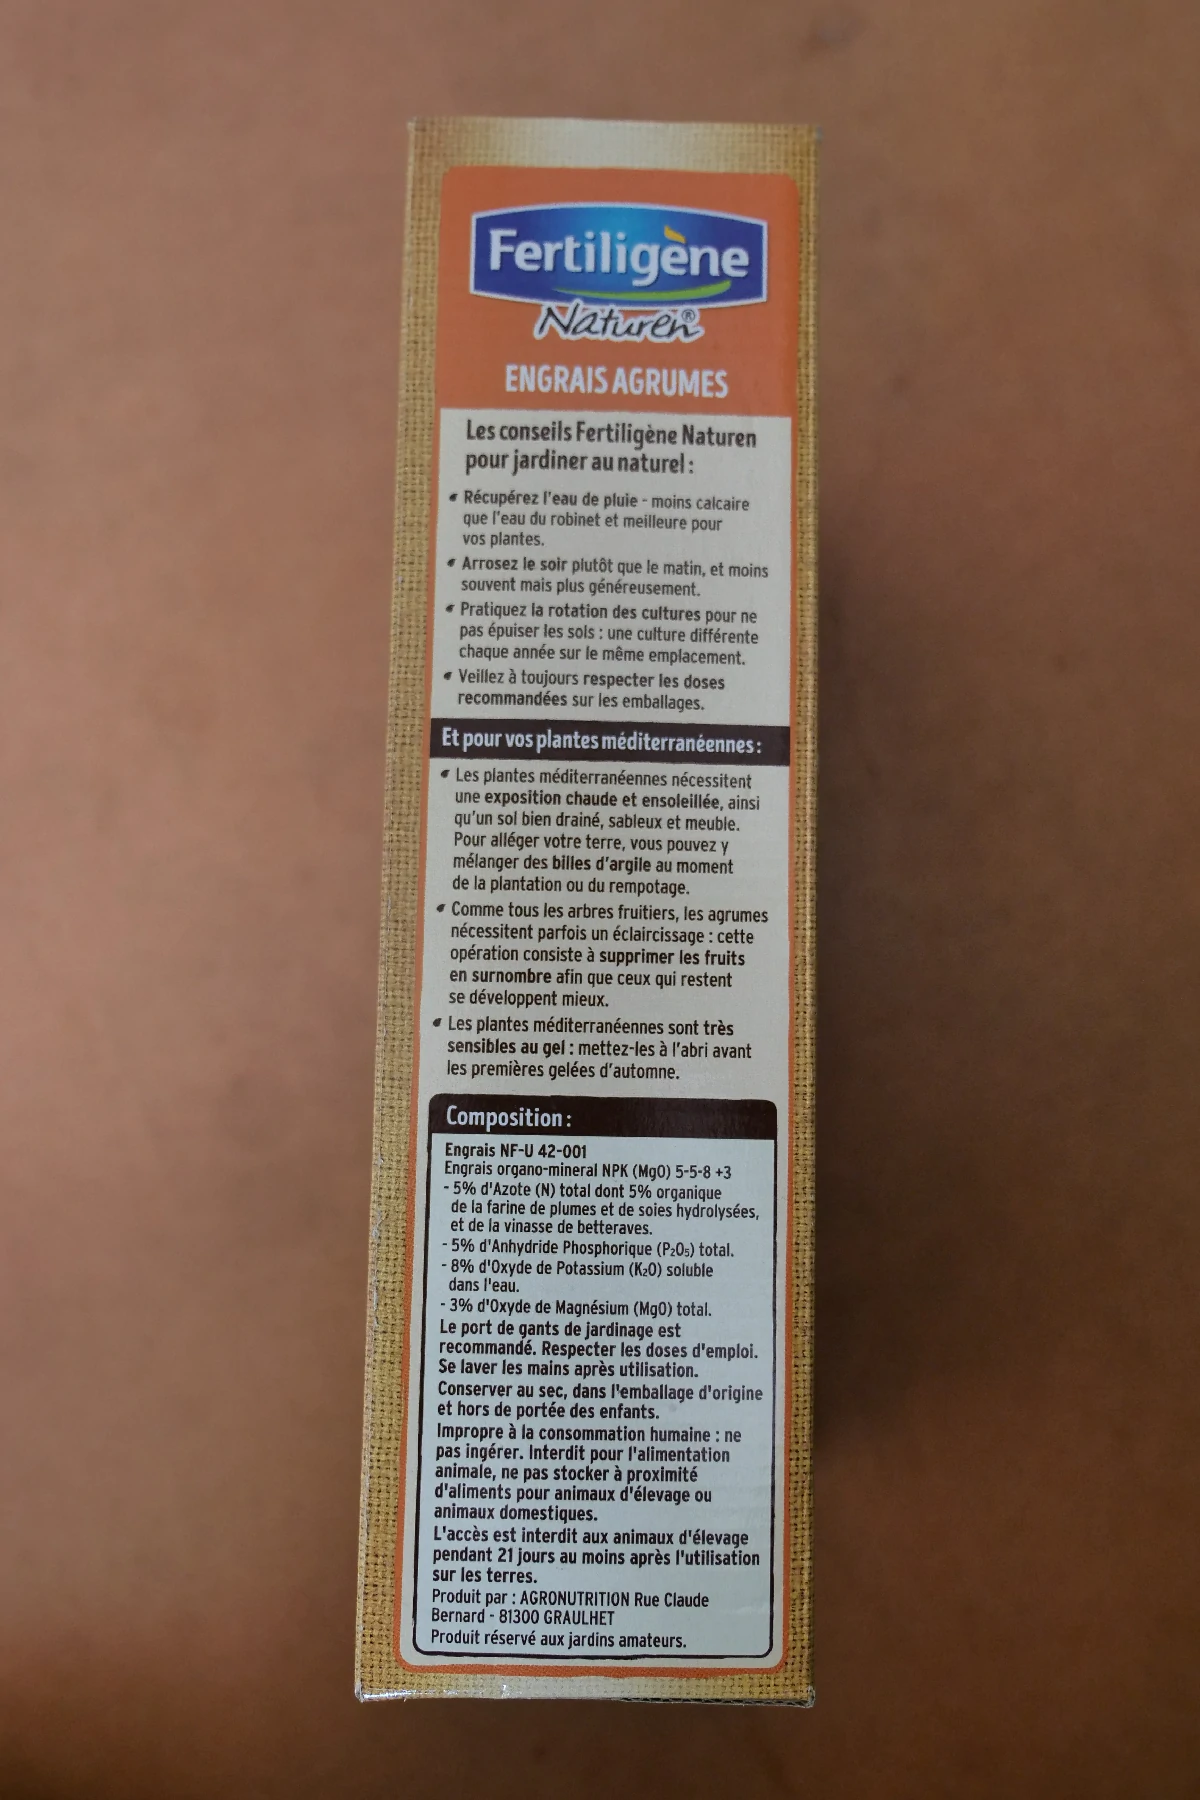 Fertiligène
Naturen®
ENGRAIS AGRUMES
Les conseils Fertiligène Naturen
pour jardiner au naturel :
Récupérez l'eau de pluie - moins calcaire
que l'eau du robinet et meilleure pour
vos plantes.
Arrosez le soir plutôt que le matin, et moins
souvent mais plus généreusement.
Pratiquez la rotation des cultures pour ne
pas épuiser les sols : une culture différente
chaque année sur le même emplacement.
Veillez à toujours respecter les doses
recommandées sur les emballages.
Et pour vos plantes méditerranéennes :
Les plantes méditerranéennes nécessitent
une exposition chaude et ensoleillée, ainsi
qu'un sol bien drainé, sableux et meuble.
Pour alléger votre terre, vous pouvez y
mélanger des billes d'argile au moment
de la plantation ou du rempotage.
Comme tous les arbres fruitiers, les agrumes
nécessitent parfois un éclaircissage : cette
opération consiste à supprimer les fruits
en surnombre afin que ceux qui restent
se développent mieux.
Les plantes méditerranéennes sont très
sensibles au gel : mettez-les à l'abri avant
les premières gelées d'automne.
Composition :
Engrais NF-U 42-001
Engrais organo-mineral NPK (MgO) 5-5-8 +3
- 5% d'Azote (N) total dont 5% organique
de la farine de plumes et de soies hydrolysées,
et de la vinasse de betteraves.
- 5% d'Anhydride Phosphorique (P₂O₅) total.
- 8% d'Oxyde de Potassium (K₂O) soluble
dans l'eau.
- 3% d'Oxyde de Magnésium (MgO) total.
Le port de gants de jardinage est
recommandé. Respecter les doses d'emploi.
Se laver les mains après utilisation.
Conserver au sec, dans l'emballage d'origine
et hors de portée des enfants.
Impropre à la consommation humaine : ne
pas ingérer. Interdit pour l'alimentation
animale, ne pas stocker à proximité
d'aliments pour animaux d'élevage ou
animaux domestiques.
L'accès est interdit aux animaux d'élevage
pendant 21 jours au moins après l'utilisation
sur les terres.
Produit par : AGRONUTRITION Rue Claude
Bernard - 81300 GRAULHET
Produit réservé aux jardins amateurs.